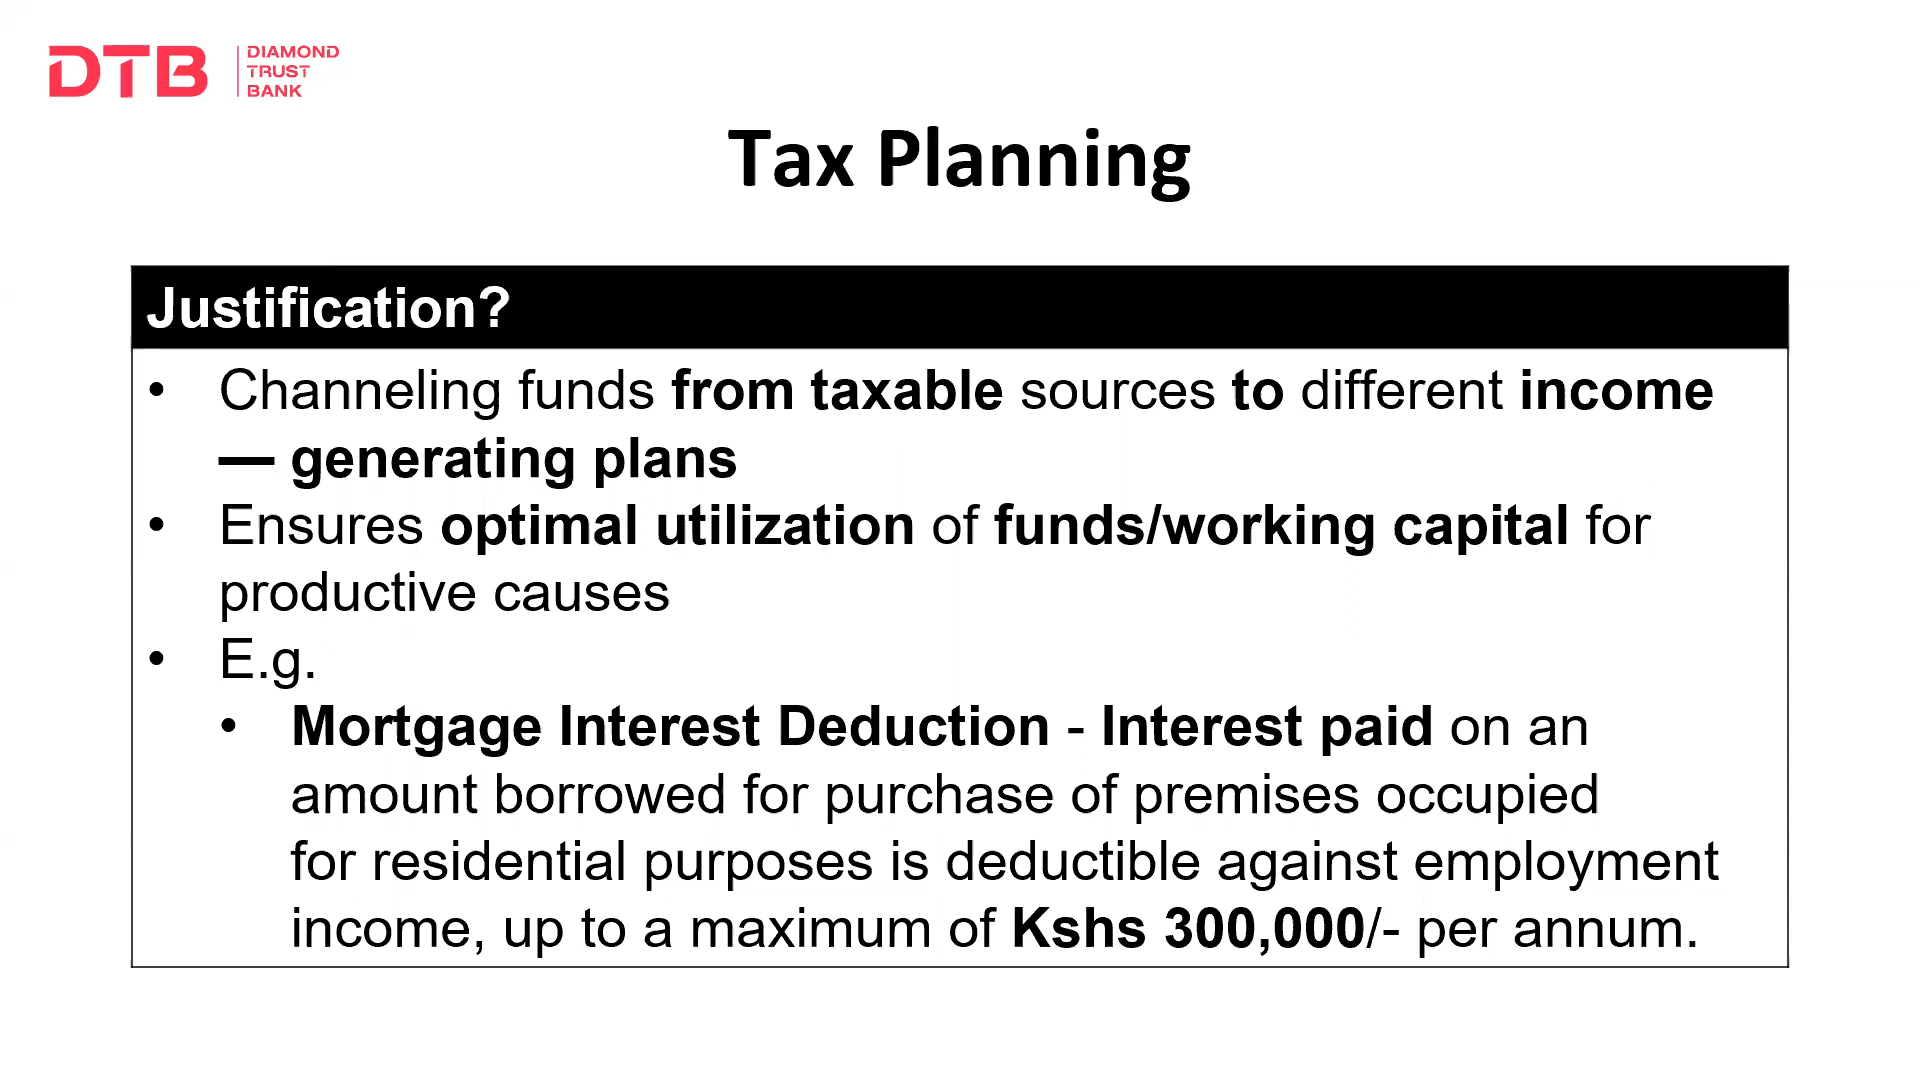 DTB
DIAMOND
TRUST
BANK
Tax Planning
Justification?
• Channeling funds from taxable sources to different income
— generating plans
• Ensures optimal utilization of funds/working capital for
productive causes
• E.g.
• Mortgage Interest Deduction - Interest paid on an
amount borrowed for purchase of premises occupied
for residential purposes is deductible against employment
income, up to a maximum of Kshs 300,000/- per annum.